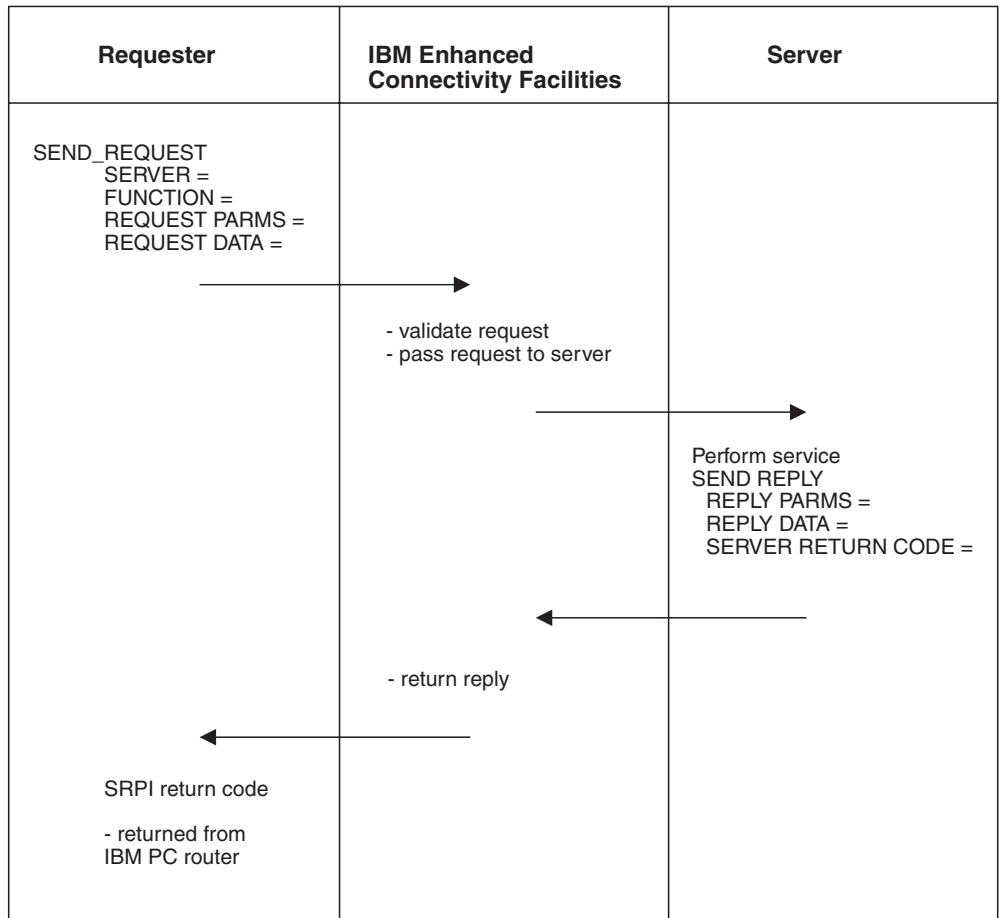 Requester
IBM Enhanced
Connectivity Facilities
Server
SEND_REQUEST
SERVER =
FUNCTION =
REQUEST PARMS =
REQUEST DATA =
- validate request
- pass request to server
Perform service
SEND REPLY
REPLY PARMS =
REPLY DATA =
SERVER RETURN CODE =
- return reply
SRPI return code
- returned from
IBM PC router